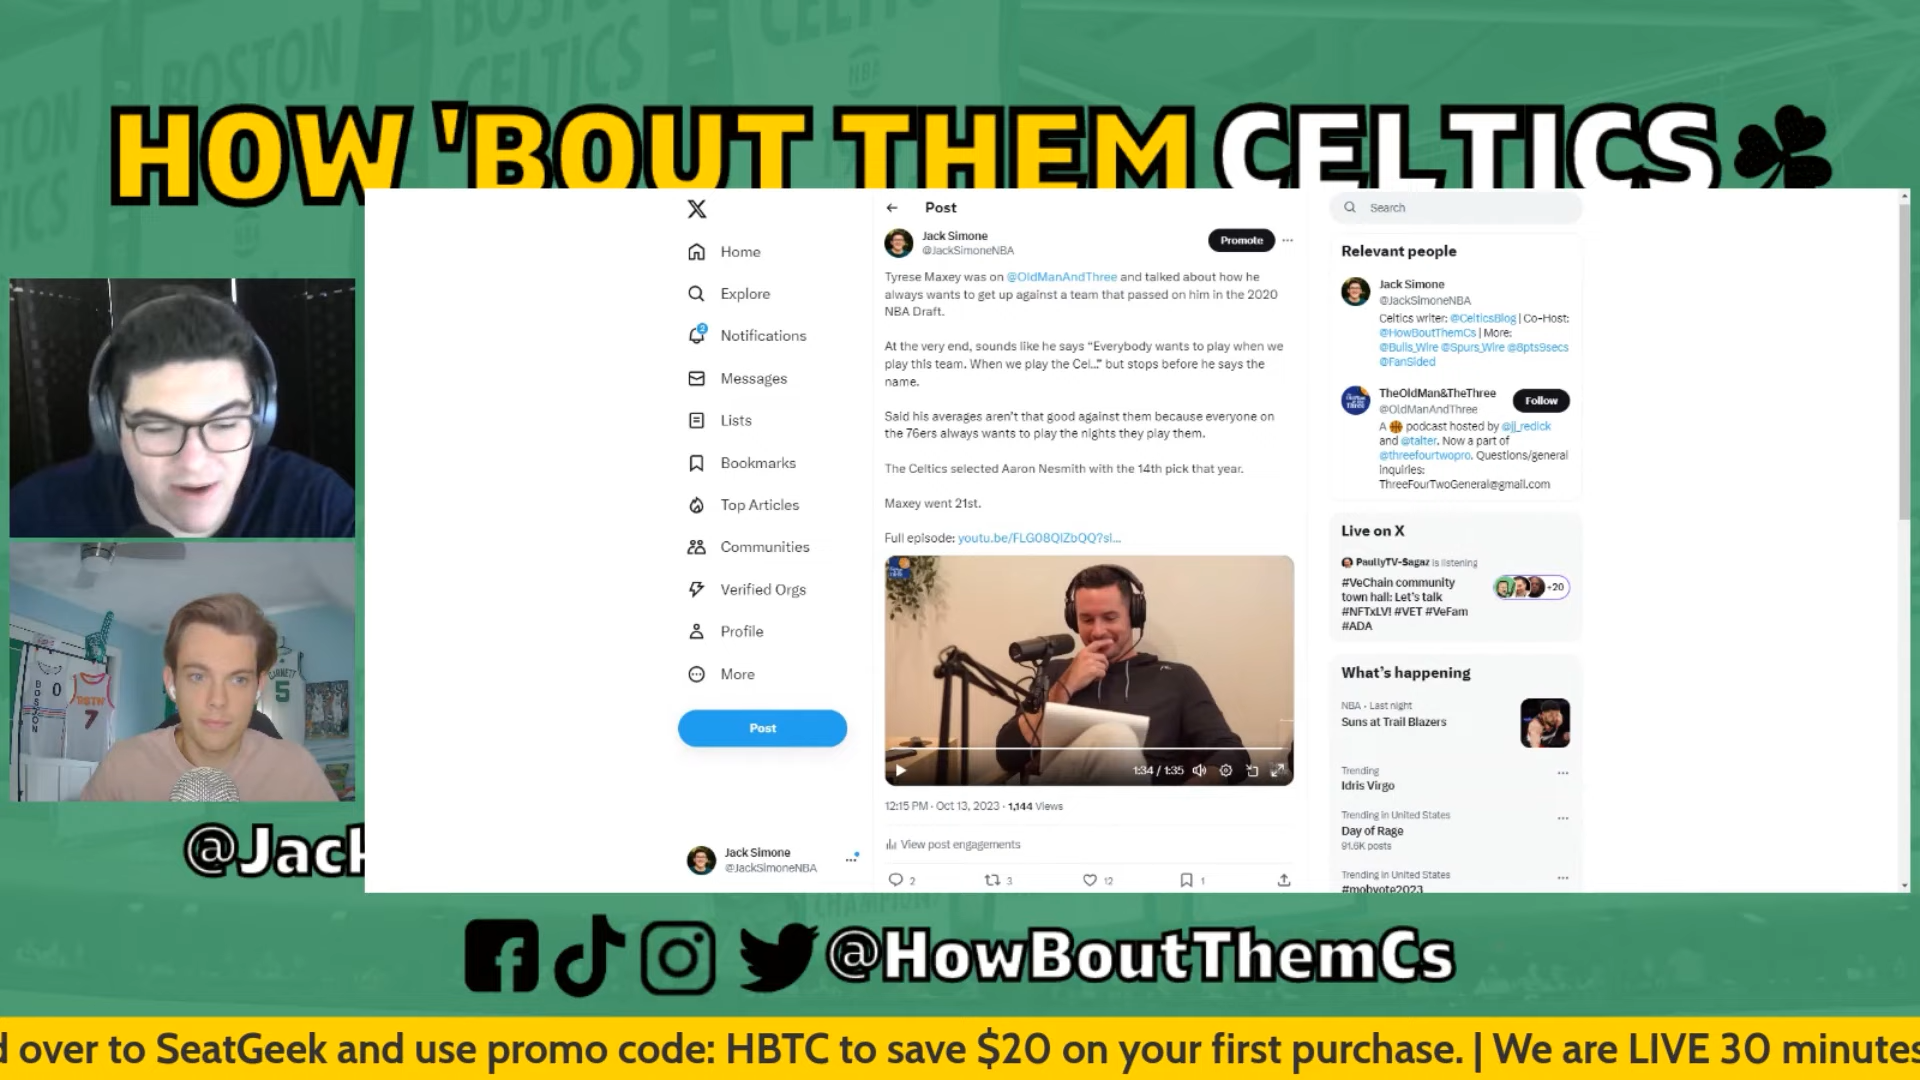 HOW 'BOUT THEM CELTICS
Post
Search
Jack Simone
@JackSimoneNBA
Promote
Tyrese Maxey was on @OldManAndThree and talked about how he
always wants to get up against a team that passed on him in the 2020
NBA Draft.
At the very end, sounds like he says “Everybody wants to play when we
play this team. When we play the Cel...” but stops before he says the
name.
Said his averages aren’t that good against them because everyone on
the 76ers always wants to play the nights they play them.
The Celtics selected Aaron Nesmith with the 14th pick that year.
Maxey went 21st.
Full episode: youtu.be/FLG08QIZbQQ?si...
1:34 / 1:35
12:15 PM · Oct 13, 2023 · 1,144 Views
View post engagements
2
3
12
1
Home
Explore
2
Notifications
Messages
Lists
Bookmarks
Top Articles
Communities
Verified Orgs
Profile
More
Post
Jack Simone
@JackSimoneNBA
Relevant people
Jack Simone
@JackSimoneNBA
Celtics writer: @CelticsBlog | Co-Host:
@HowBoutThemCs | More:
@Bulls_Wire @Spurs_Wire @8pts9secs
@FanSided
TheOldMan&TheThree
@OldManAndThree
Follow
A 🏀 podcast hosted by @jj_redick
and @talter. Now a part of
@threefourtwopro. Questions/general
inquiries:
ThreeFourTwoGeneral@gmail.com
Live on X
PaullyTV-Sagaz is listening
#VeChain community
town hall: Let’s talk
#NFTxLV! #VET #VeFam
#ADA
+20
What’s happening
NBA · Last night
Suns at Trail Blazers
Trending
Idris Virgo
Trending in United States
Day of Rage
91.6K posts
Trending in United States
#mobvote2023
BOSTON
0
7
GARNETT
5
@Jack
@HowBoutThemCs
d over to SeatGeek and use promo code: HBTC to save $20 on your first purchase. | We are LIVE 30 minutes
BOSTON
BOSTON
CELTICS
CELTICS
NBA